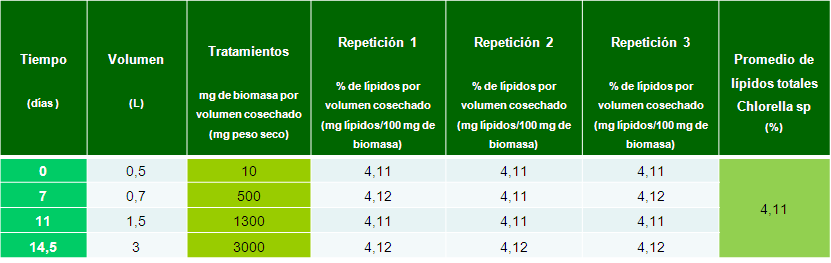 Tiempo
(días )
Volumen
(L)
Tratamientos
mg de biomasa por
volumen cosechado
(mg peso seco)
Repetición 1
% de lípidos por
volumen cosechado
(mg lípidos/100 mg de
biomasa)
Repetición 2
% de lípidos por
volumen cosechado
(mg lípidos/100 mg de
biomasa)
Repetición 3
% de lípidos por
volumen cosechado
(mg lípidos/100 mg de
biomasa)
Promedio de
lípidos totales
Chlorella sp
(%)
0 0,5 10 4,11 4,11 4,11
7 0,7 500 4,12 4,11 4,12
11 1,5 1300 4,11 4,11 4,11
14,5 3 3000 4,12 4,12 4,12
4,11